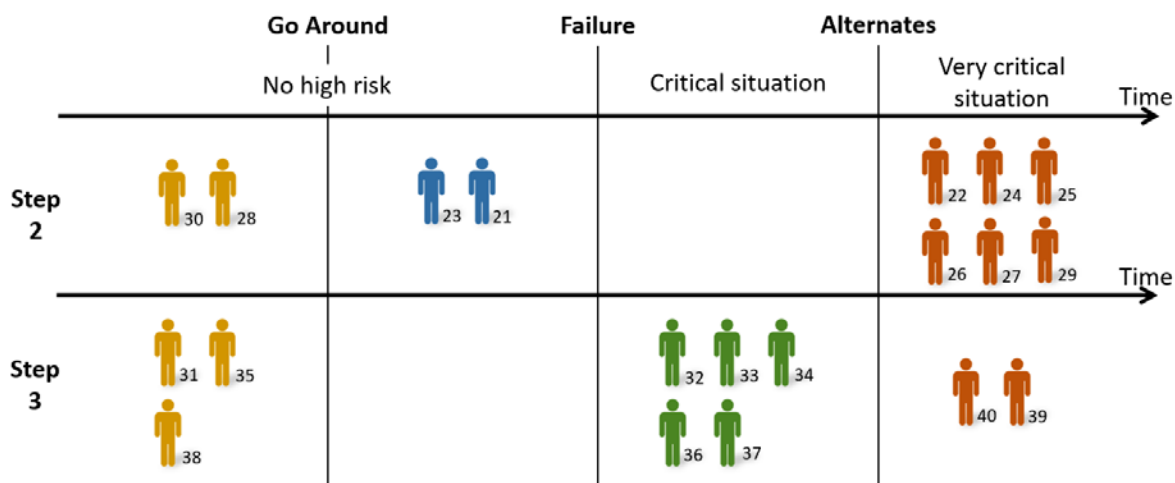 Go Around Failure Alternates
No high risk Critical situation Very critical
situation
Time
Step
2
30 28 23 21 22 24 25
26 27 29
Time
Step
3
31 35 32 33 34
40 39
38 36 37